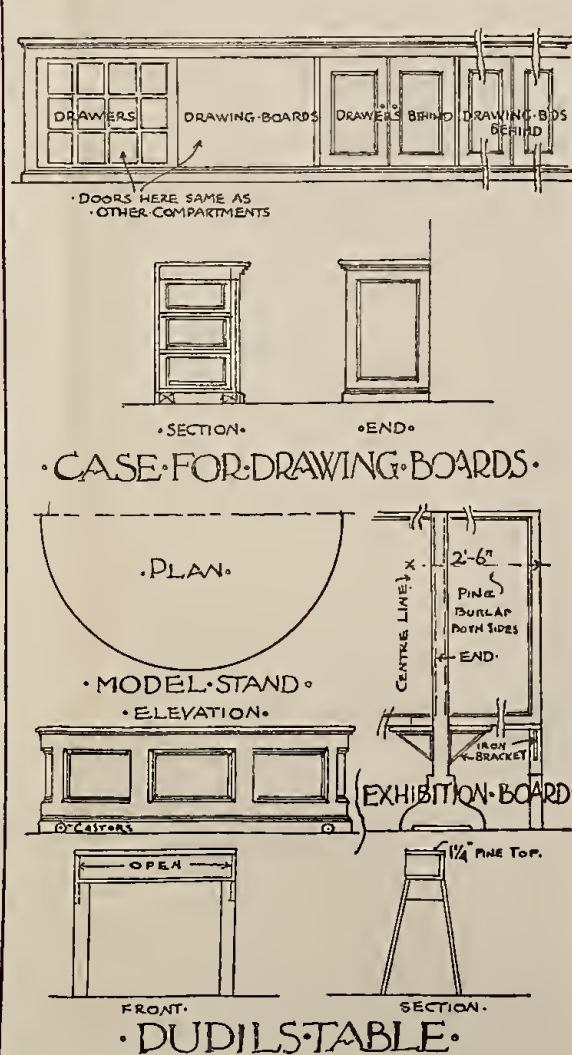 DRAWERS
DRAWING·BOARDS
DRAWERS BEHIND
DRAWING·BDS
BEHIND
·DOORS HERE SAME AS
·OTHER·COMPARTMENTS
·SECTION·
·END·
·CASE·FOR·DRAWING·BOARDS·
·PLAN·
·MODEL·STAND·
·ELEVATION·
CASTORS
CENTRE LINE X
2'-6"
PINE
BURLAP
BOTH SIDES
END·
IRON
BRACKET
EXHIBITION·BOARD
OPEN
1¼" PINE TOP.
FRONT·
SECTION·
·DUDILS·TABLE·